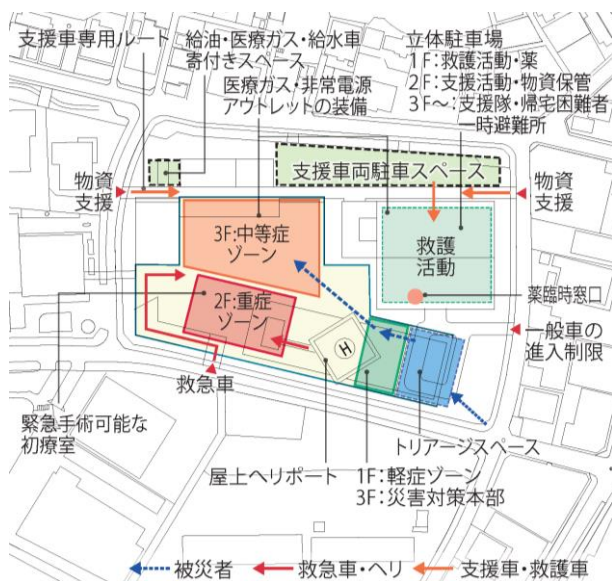 支援車専用ルート
給油・医療ガス・給水車
寄付きスペース
医療ガス・非常電源
アウトレットの装備
立体駐車場
1F:救護活動・薬
2F:支援活動・物資保管
3F～:支援隊・帰宅困難者
一時避難所
物資
支援
支援車両駐車スペース
物資
支援
3F:中等症
ゾーン
救護
活動
2F:重症
ゾーン
薬臨時窓口
H
一般車の
進入制限
救急車
緊急手術可能な
初療室
トリアージスペース
屋上ヘリポート
1F:軽症ゾーン
3F:災害対策本部
被災者
救急車・ヘリ
支援車・救護車